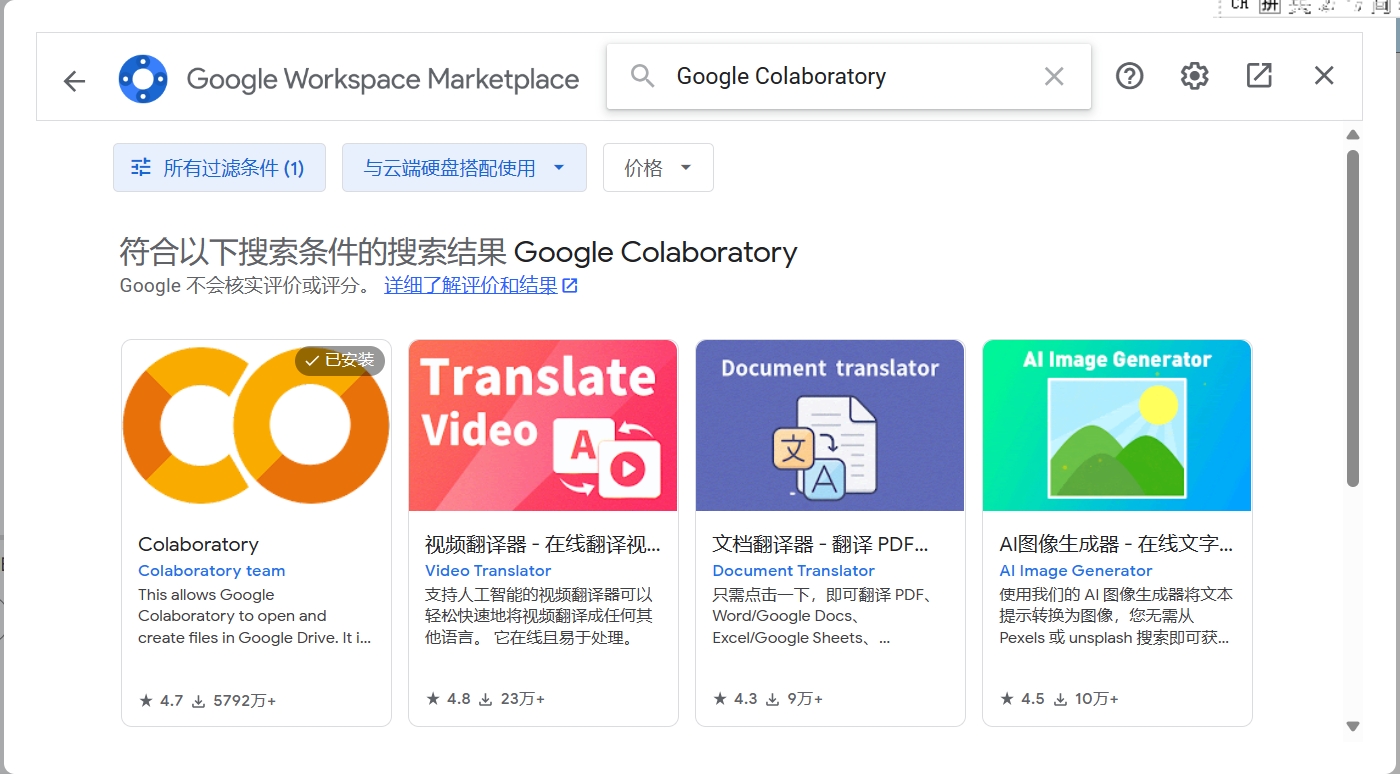 CH 拼
Google Workspace Marketplace
Google Colaboratory
所有过滤条件 (1)
与云端硬盘搭配使用
价格
符合以下搜索条件的搜索结果 Google Colaboratory
Google 不会核实评价或评分。 详细了解评价和结果
已安装
Colaboratory
Colaboratory team
This allows Google
Colaboratory to open and
create files in Google Drive. It i...
4.7 5792万+
Translate
Video
A
视频翻译器 - 在线翻译视...
Video Translator
支持人工智能的视频翻译器可以
轻松快速地将视频翻译成任何其
他语言。 它在线且易于处理。
4.8 23万+
Document translator
文
A
文档翻译器 - 翻译 PDF...
Document Translator
只需点击一下，即可翻译 PDF、
Word/Google Docs、
Excel/Google Sheets、...
4.3 9万+
AI Image Generator
AI图像生成器 - 在线文字...
AI Image Generator
使用我们的 AI 图像生成器将文本
提示转换为图像，您无需从
Pexels 或 unsplash 搜索即可获...
4.5 10万+